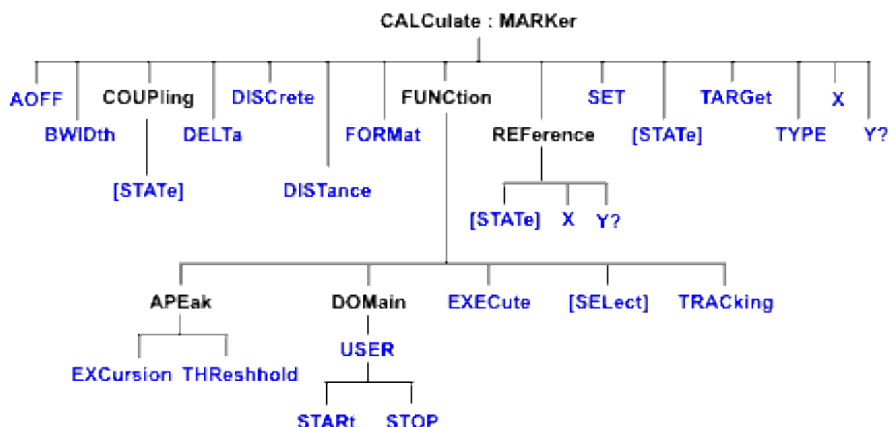 CALCulate : MARKer
AOFF COUPling DISCrete FUNCtion SET TARGet X
BWIDth DELTa FORMat REFerence [STATe] TYPE Y?
[STATe] DISTance
[STATe] X Y?
APEak DOMain EXECute [SELect] TRACking
USER
EXCursion THReshhold
STARt STOP